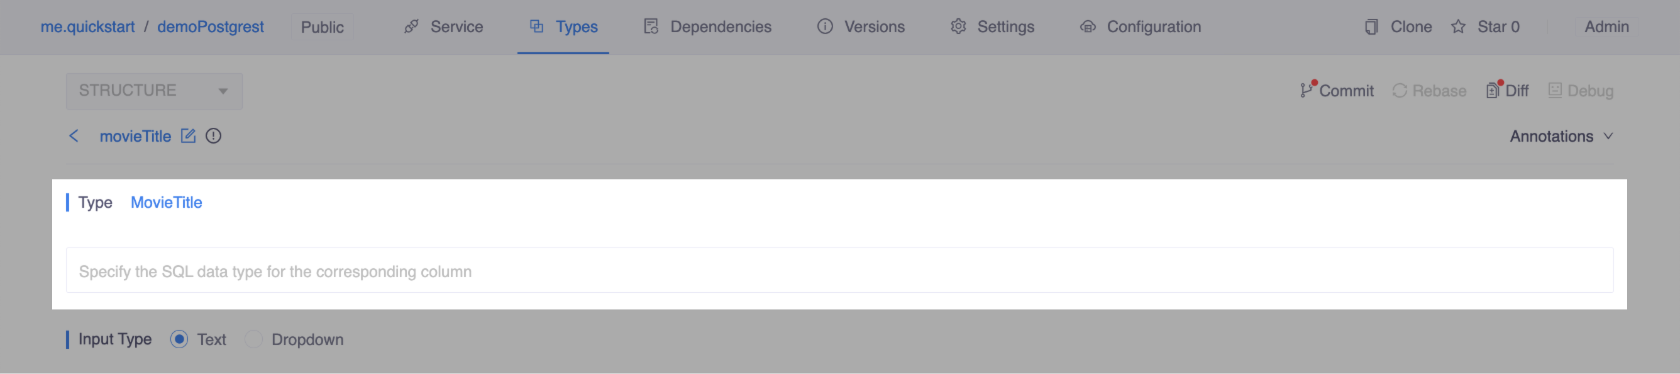 me.quickstart / demoPostgrest Public Service Types Dependencies Versions Settings Configuration Clone Star 0 Admin
STRUCTURE Commit Rebase Diff Debug
movieTitle Annotations
Type MovieTitle
Specify the SQL data type for the corresponding column
Input Type Text Dropdown